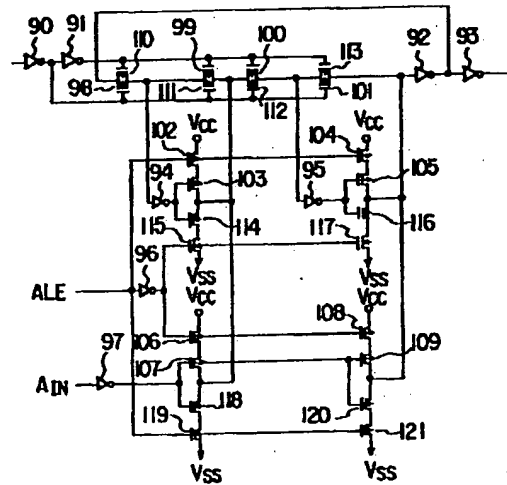 90 91 110 99 100 113 92 93
98 111 112 101
VCC VCC
102 104
94 103 95 105
115 114 117 116
96
VSS VSS
ALE VCC VCC
106 108
97 107 109
AIN
119 118 120 121
VSS VSS